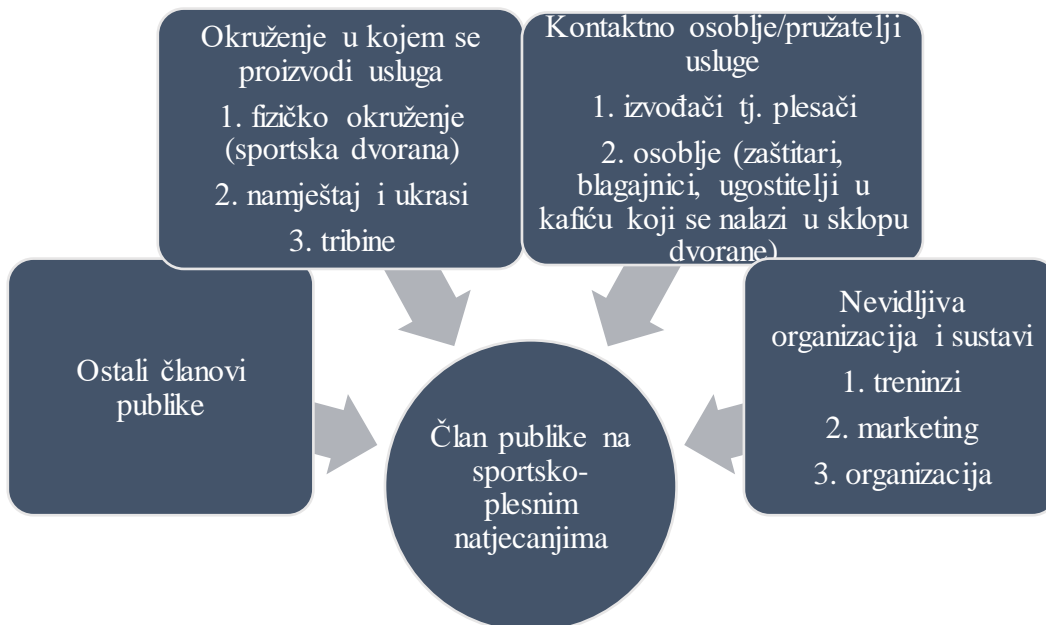 Okruženje u kojem se
proizvodi usluga
1. fizičko okruženje
(sportska dvorana)
2. namještaj i ukrasi
3. tribine
Kontaktno osoblje/pružatelji
usluge
1. izvođači tj. plesači
2. osoblje (zaštitari,
blagajnici, ugostitelji u
kafiću koji se nalazi u sklopu
dvorane)
Ostali članovi
publike
Član publike na
sportsko-
plesnim
natjecanjima
Nevidljiva
organizacija i sustavi
1. treninzi
2. marketing
3. organizacija